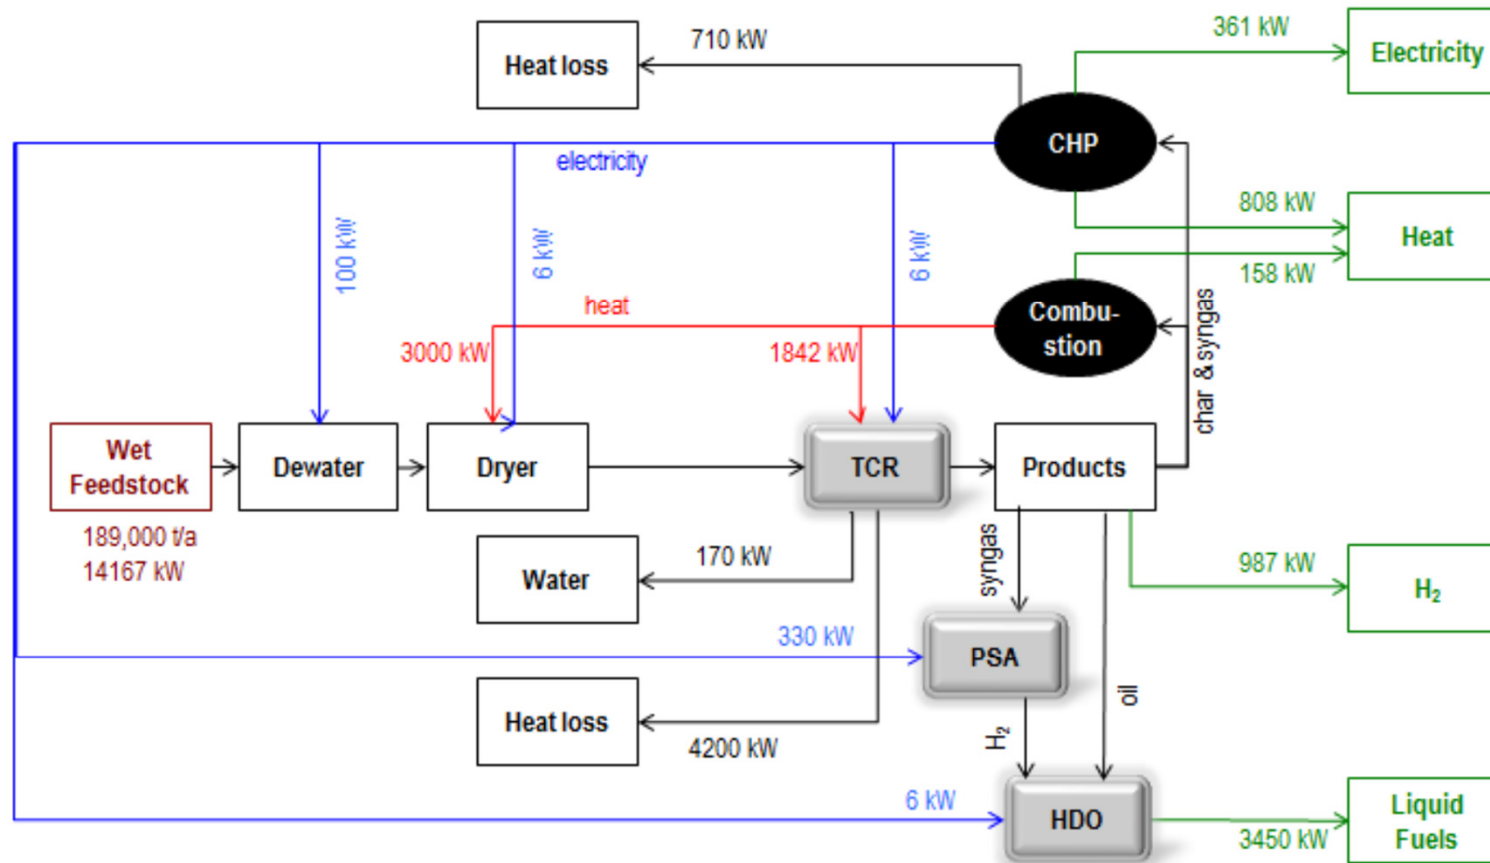 710 kW
361 kW
Heat loss
Electricity
CHP
electricity
100 kW
6 kW
6 kW
808 kW
Heat
158 kW
heat
Combu-
stion
3000 kW
1842 kW
char & syngas
Wet
Feedstock
Dewater
Dryer
TCR
Products
189,000 t/a
14167 kW
170 kW
Water
syngas
987 kW
H₂
330 kW
PSA
oil
Heat loss
4200 kW
H₂
6 kW
HDO
Liquid
Fuels
3450 kW